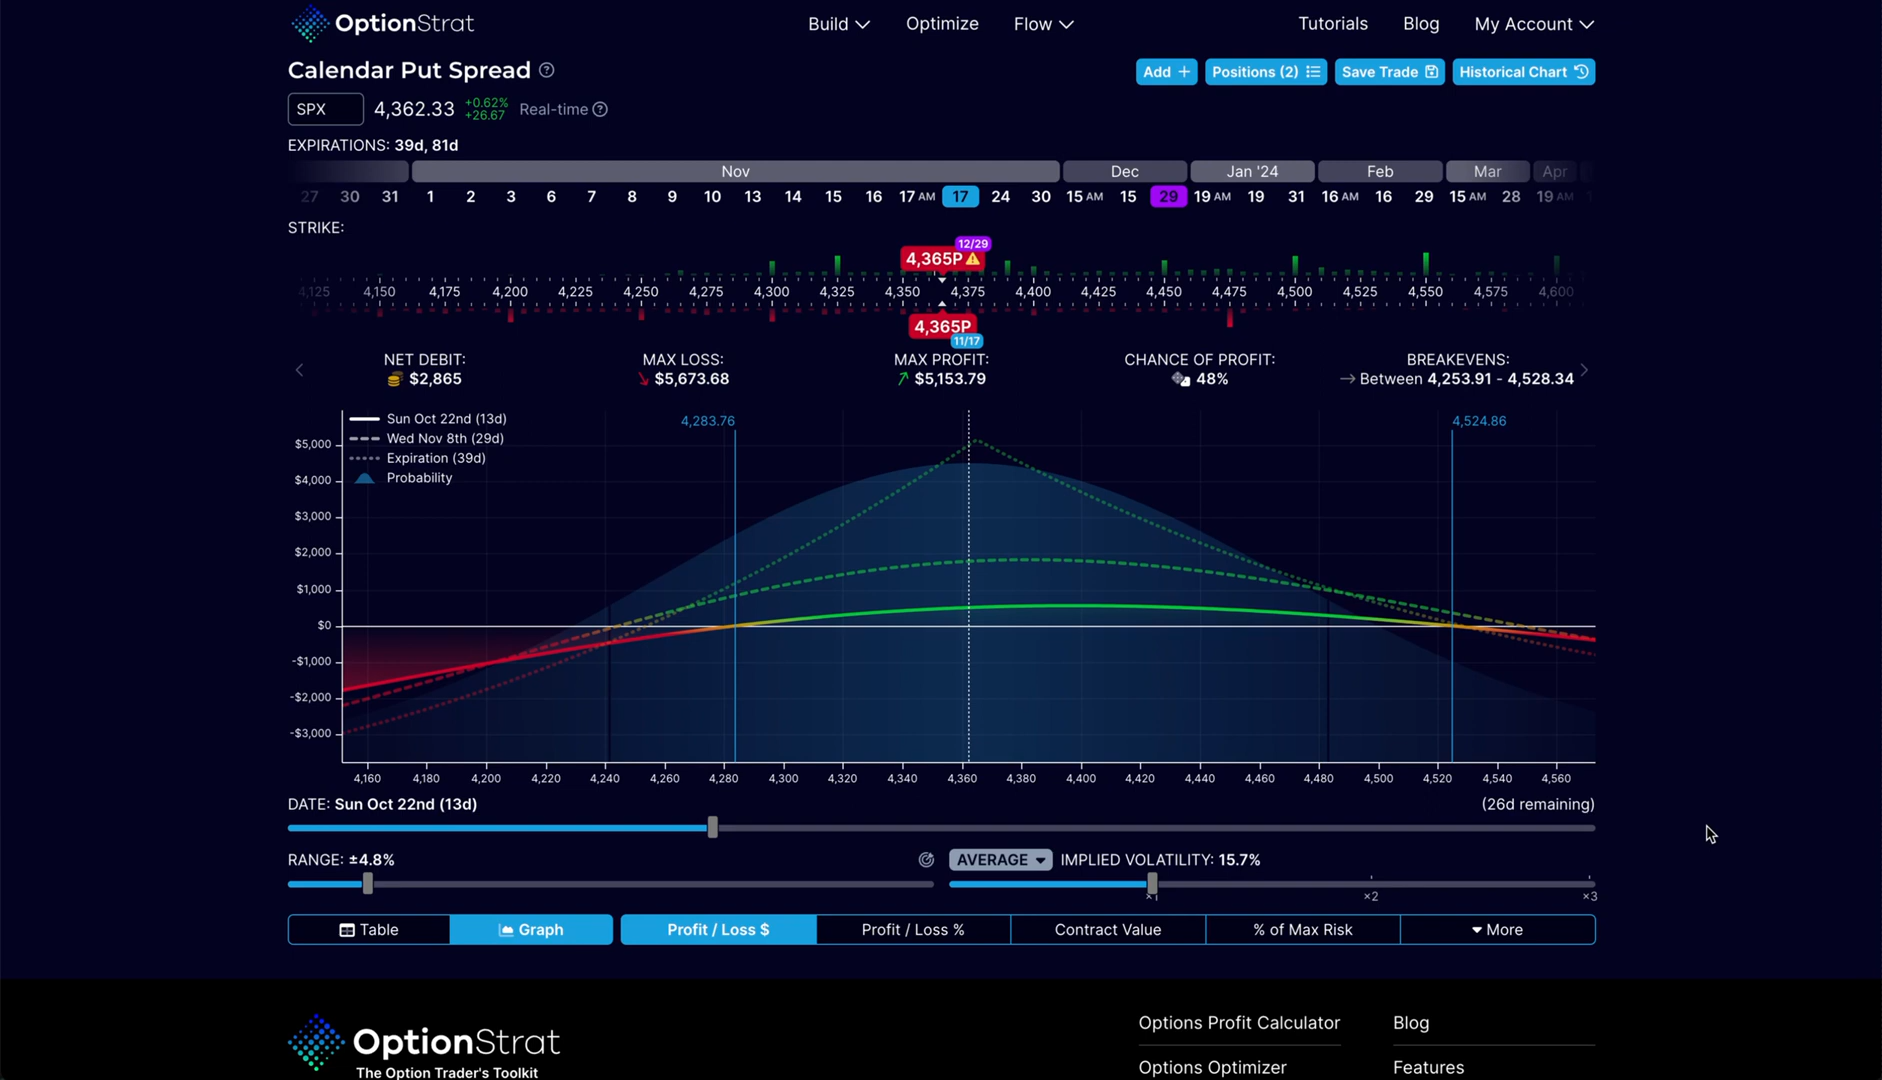 OptionStrat
Build
Optimize
Flow
Tutorials
Blog
My Account
Calendar Put Spread ?
Add +
Positions (2)
Save Trade
Historical Chart
SPX
4,362.33
+0.62%
+26.67
Real-time ?
EXPIRATIONS: 39d, 81d
Nov Dec Jan '24 Feb Mar Apr
27 30 31 1 2 3 6 7 8 9 10 13 14 15 16 17 AM 17 24 30 15 AM 15 29 19 AM 19 31 16 AM 16 29 15 AM 28 19 AM
STRIKE:
12/29
4,365P
4,125 4,150 4,175 4,200 4,225 4,250 4,275 4,300 4,325 4,350 4,375 4,400 4,425 4,450 4,475 4,500 4,525 4,550 4,575 4,600
4,365P
11/17
NET DEBIT:
$2,865
MAX LOSS:
$5,673.68
MAX PROFIT:
$5,153.79
CHANCE OF PROFIT:
48%
BREAKEVENS:
Between 4,253.91 - 4,528.34
Sun Oct 22nd (13d)
Wed Nov 8th (29d)
Expiration (39d)
Probability
4,283.76
4,524.86
$5,000
$4,000
$3,000
$2,000
$1,000
$0
-$1,000
-$2,000
-$3,000
4,160 4,180 4,200 4,220 4,240 4,260 4,280 4,300 4,320 4,340 4,360 4,380 4,400 4,420 4,440 4,460 4,480 4,500 4,520 4,540 4,560
DATE: Sun Oct 22nd (13d)
(26d remaining)
RANGE: ±4.8%
AVERAGE
IMPLIED VOLATILITY: 15.7%
×1 ×2 ×3
Table
Graph
Profit / Loss $
Profit / Loss %
Contract Value
% of Max Risk
More
OptionStrat
The Option Trader's Toolkit
Options Profit Calculator
Options Optimizer
Blog
Features